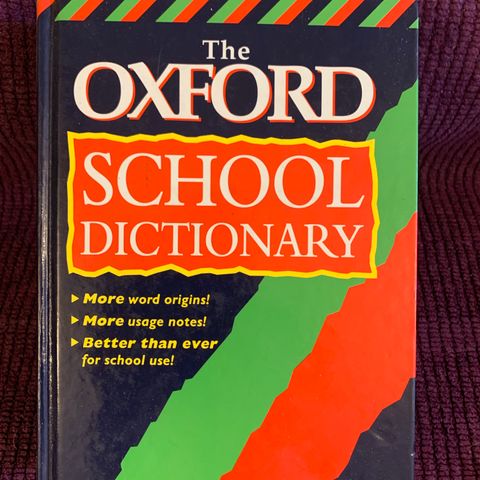 The
OXFORD
SCHOOL
DICTIONARY
▸ More word origins!
▸ More usage notes!
▸ Better than ever
for school use!